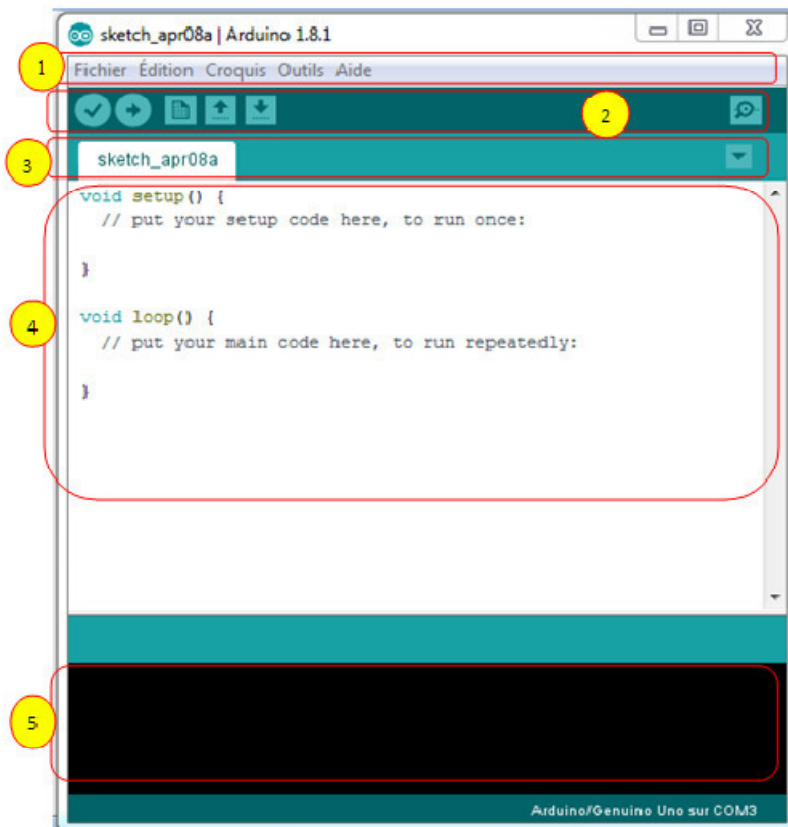 sketch_apr08a | Arduino 1.8.1
1
Fichier Édition Croquis Outils Aide
2
3
sketch_apr08a
void setup() {
// put your setup code here, to run once:
}
4
void loop() {
// put your main code here, to run repeatedly:
}
5
Arduino/Genuino Uno sur COM3